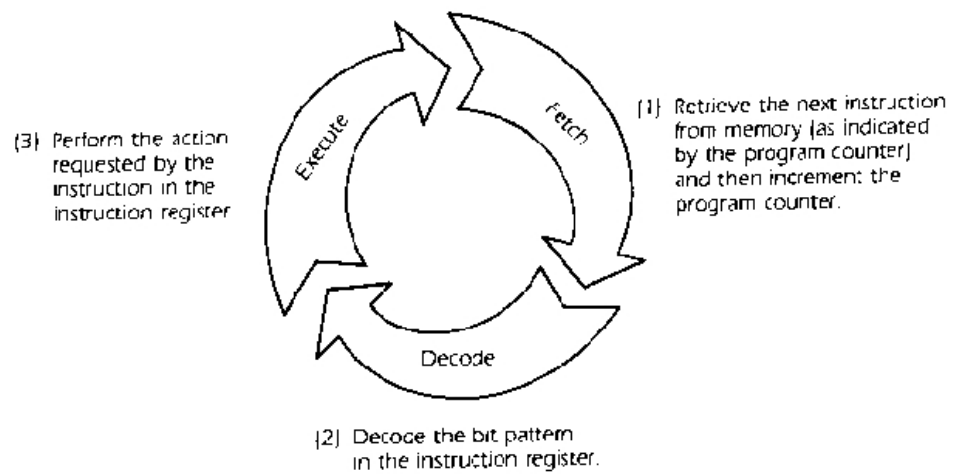 Execute
Fetch
Decode
(1) Retrieve the next instruction
from memory (as indicated
by the program counter)
and then increment the
program counter.
(2) Decode the bit pattern
in the instruction register.
(3) Perform the action
requested by the
instruction in the
instruction register